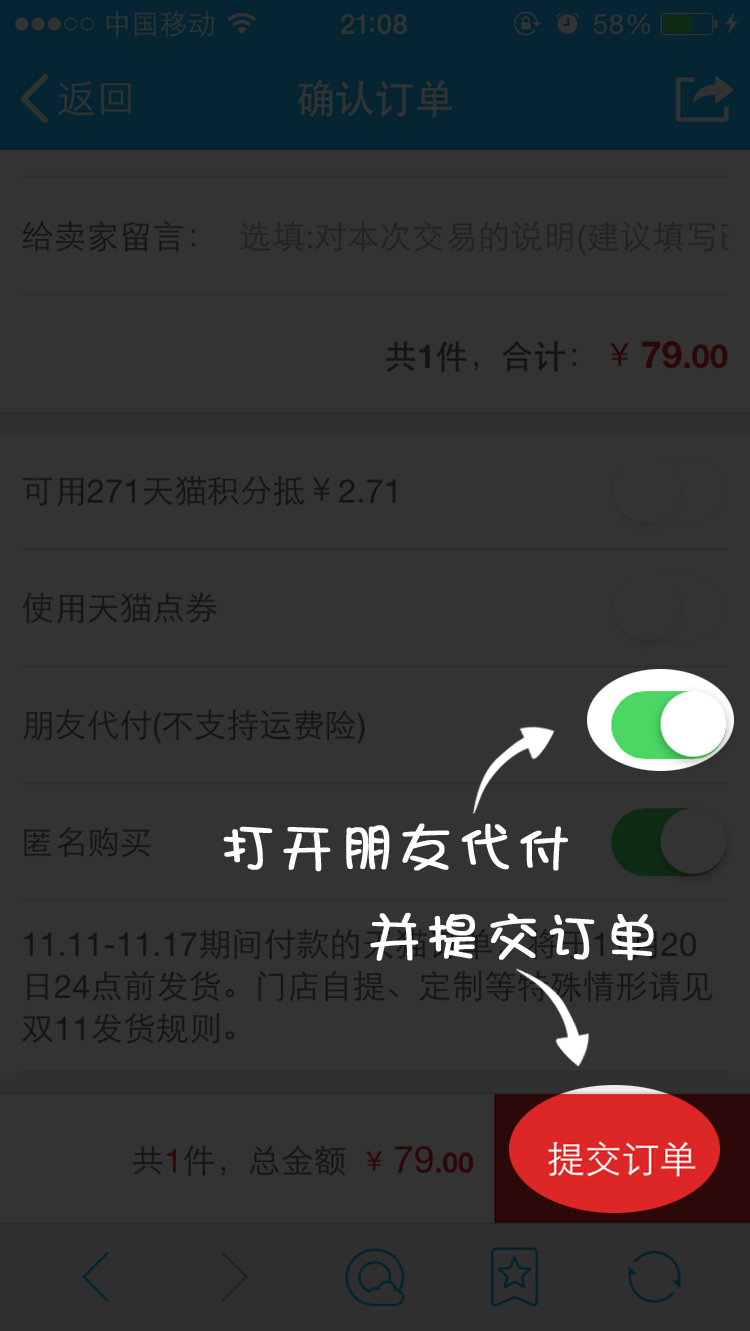 中国移动 21:08 58%
返回 确认订单
给卖家留言： 选填:对本次交易的说明(建议填写
共1件，合计：￥79.00
可用271天猫积分抵￥2.71
使用天猫点券
朋友代付(不支持运费险)
打开朋友代付
匿名购买
并提交订单
11.11-11.17期间付款的天猫 单 将 1 20
日24点前发货。门店自提、定制等特殊情形请见
双11发货规则。
共1件，总金额 ￥79.00 提交订单